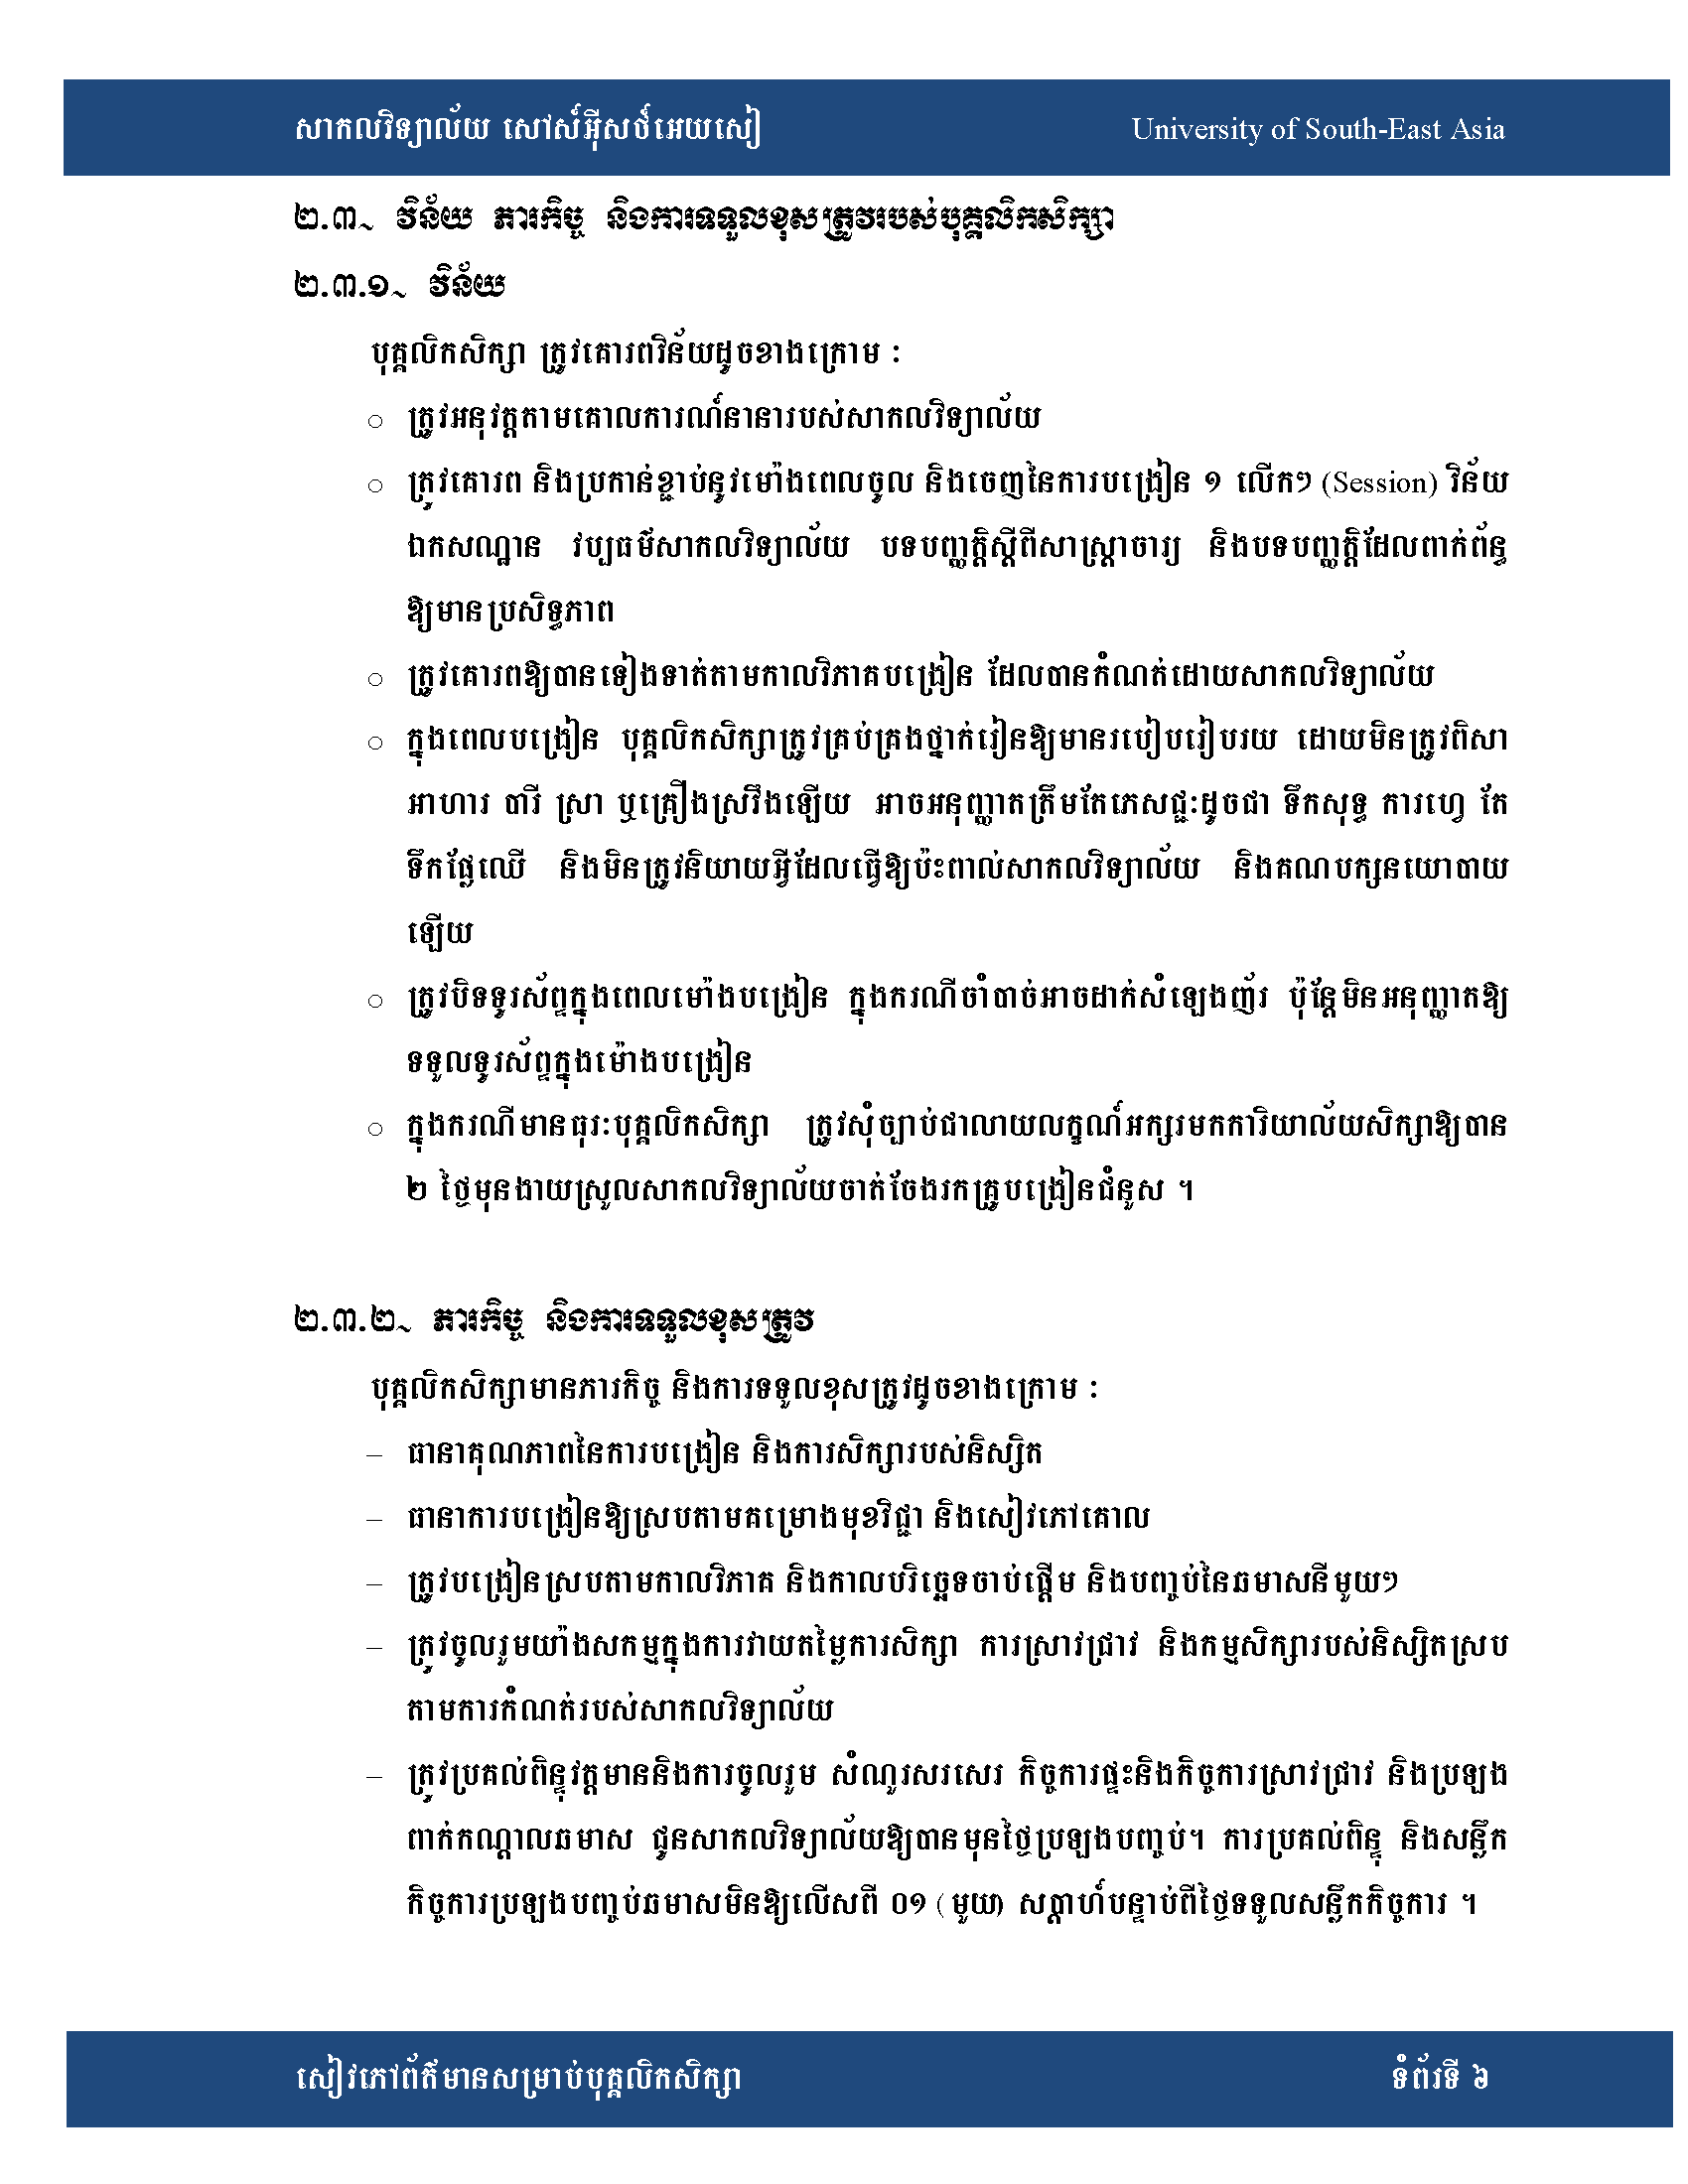 សាកលវិទ្យាល័យ សៅស៍អ៊ីសថ៍អេយសៀ University of South-East Asia
២.៣~ វិន័យ ភារកិច្ច និងការទទួលខុសត្រូវរបស់បុគ្គលិកសិក្សា
២.៣.១~ វិន័យ
បុគ្គលិកសិក្សា ត្រូវគោរពវិន័យដូចខាងក្រោម :
○ ត្រូវអនុវត្តតាមគោលការណ៍នានារបស់សាកលវិទ្យាល័យ
○ ត្រូវគោរព និងប្រកាន់ខ្ជាប់នូវម៉ោងពេលចូល និងចេញនៃការបង្រៀន ១ លើកៗ (Session) វិន័យ
ឯកសណ្ឋាន វប្បធម៌សាកលវិទ្យាល័យ បទបញ្ញត្តិស្តីពីសាស្ត្រាចារ្យ និងបទបញ្ញត្តិដែលពាក់ព័ន្ធ
ឱ្យមានប្រសិទ្ធភាព
○ ត្រូវគោរពឱ្យបានទៀងទាត់តាមកាលវិភាគបង្រៀន ដែលបានកំណត់ដោយសាកលវិទ្យាល័យ
○ ក្នុងពេលបង្រៀន បុគ្គលិកសិក្សាត្រូវគ្រប់គ្រងថ្នាក់រៀនឱ្យមានរបៀបរៀបរយ ដោយមិនត្រូវពិសា
អាហារ បារី ស្រា ឬគ្រឿងស្រវឹងឡើយ អាចអនុញ្ញាតត្រឹមតែភេសជ្ជៈដូចជា ទឹកសុទ្ធ ការហ្វេ តែ
ទឹកផ្លែឈើ និងមិនត្រូវនិយាយអ្វីដែលធ្វើឱ្យប៉ះពាល់សាកលវិទ្យាល័យ និងគណបក្សនយោបាយ
ឡើយ
○ ត្រូវបិទទូរស័ព្ទក្នុងពេលម៉ោងបង្រៀន ក្នុងករណីចាំបាច់អាចដាក់សំឡេងញ័រ ប៉ុន្តែមិនអនុញ្ញាតឱ្យ
ទទួលទូរស័ព្ទក្នុងម៉ោងបង្រៀន
○ ក្នុងករណីមានធុរៈបុគ្គលិកសិក្សា ត្រូវសុំច្បាប់ជាលាយលក្ខណ៍អក្សរមកការិយាល័យសិក្សាឱ្យបាន
២ ថ្ងៃមុនងាយស្រួលសាកលវិទ្យាល័យចាត់ចែងរកគ្រូបង្រៀនជំនួស ។
២.៣.២~ ភារកិច្ច និងការទទួលខុសត្រូវ
បុគ្គលិកសិក្សាមានភារកិច្ច និងការទទួលខុសត្រូវដូចខាងក្រោម :
– ធានាគុណភាពនៃការបង្រៀន និងការសិក្សារបស់និស្សិត
– ធានាការបង្រៀនឱ្យស្របតាមគម្រោងមុខវិជ្ជា និងសៀវភៅគោល
– ត្រូវបង្រៀនស្របតាមកាលវិភាគ និងកាលបរិច្ឆេទចាប់ផ្តើម និងបញ្ចប់នៃឆមាសនីមួយៗ
– ត្រូវចូលរួមយ៉ាងសកម្មក្នុងការវាយតម្លៃការសិក្សា ការស្រាវជ្រាវ និងកម្មសិក្សារបស់និស្សិតស្រប
តាមការកំណត់របស់សាកលវិទ្យាល័យ
– ត្រូវប្រគល់ពិន្ទុវត្តមាននិងការចូលរួម សំណួរសរសេរ កិច្ចការផ្ទះនិងកិច្ចការស្រាវជ្រាវ និងប្រឡង
ពាក់កណ្តាលឆមាស ជូនសាកលវិទ្យាល័យឱ្យបានមុនថ្ងៃប្រឡងបញ្ចប់។ ការប្រគល់ពិន្ទុ និងសន្លឹក
កិច្ចការប្រឡងបញ្ចប់ឆមាសមិនឱ្យលើសពី ០១ (មួយ) សប្តាហ៍បន្ទាប់ពីថ្ងៃទទួលសន្លឹកកិច្ចការ ។
សៀវភៅព័ត៌មានសម្រាប់បុគ្គលិកសិក្សា ទំព័រទី ៦